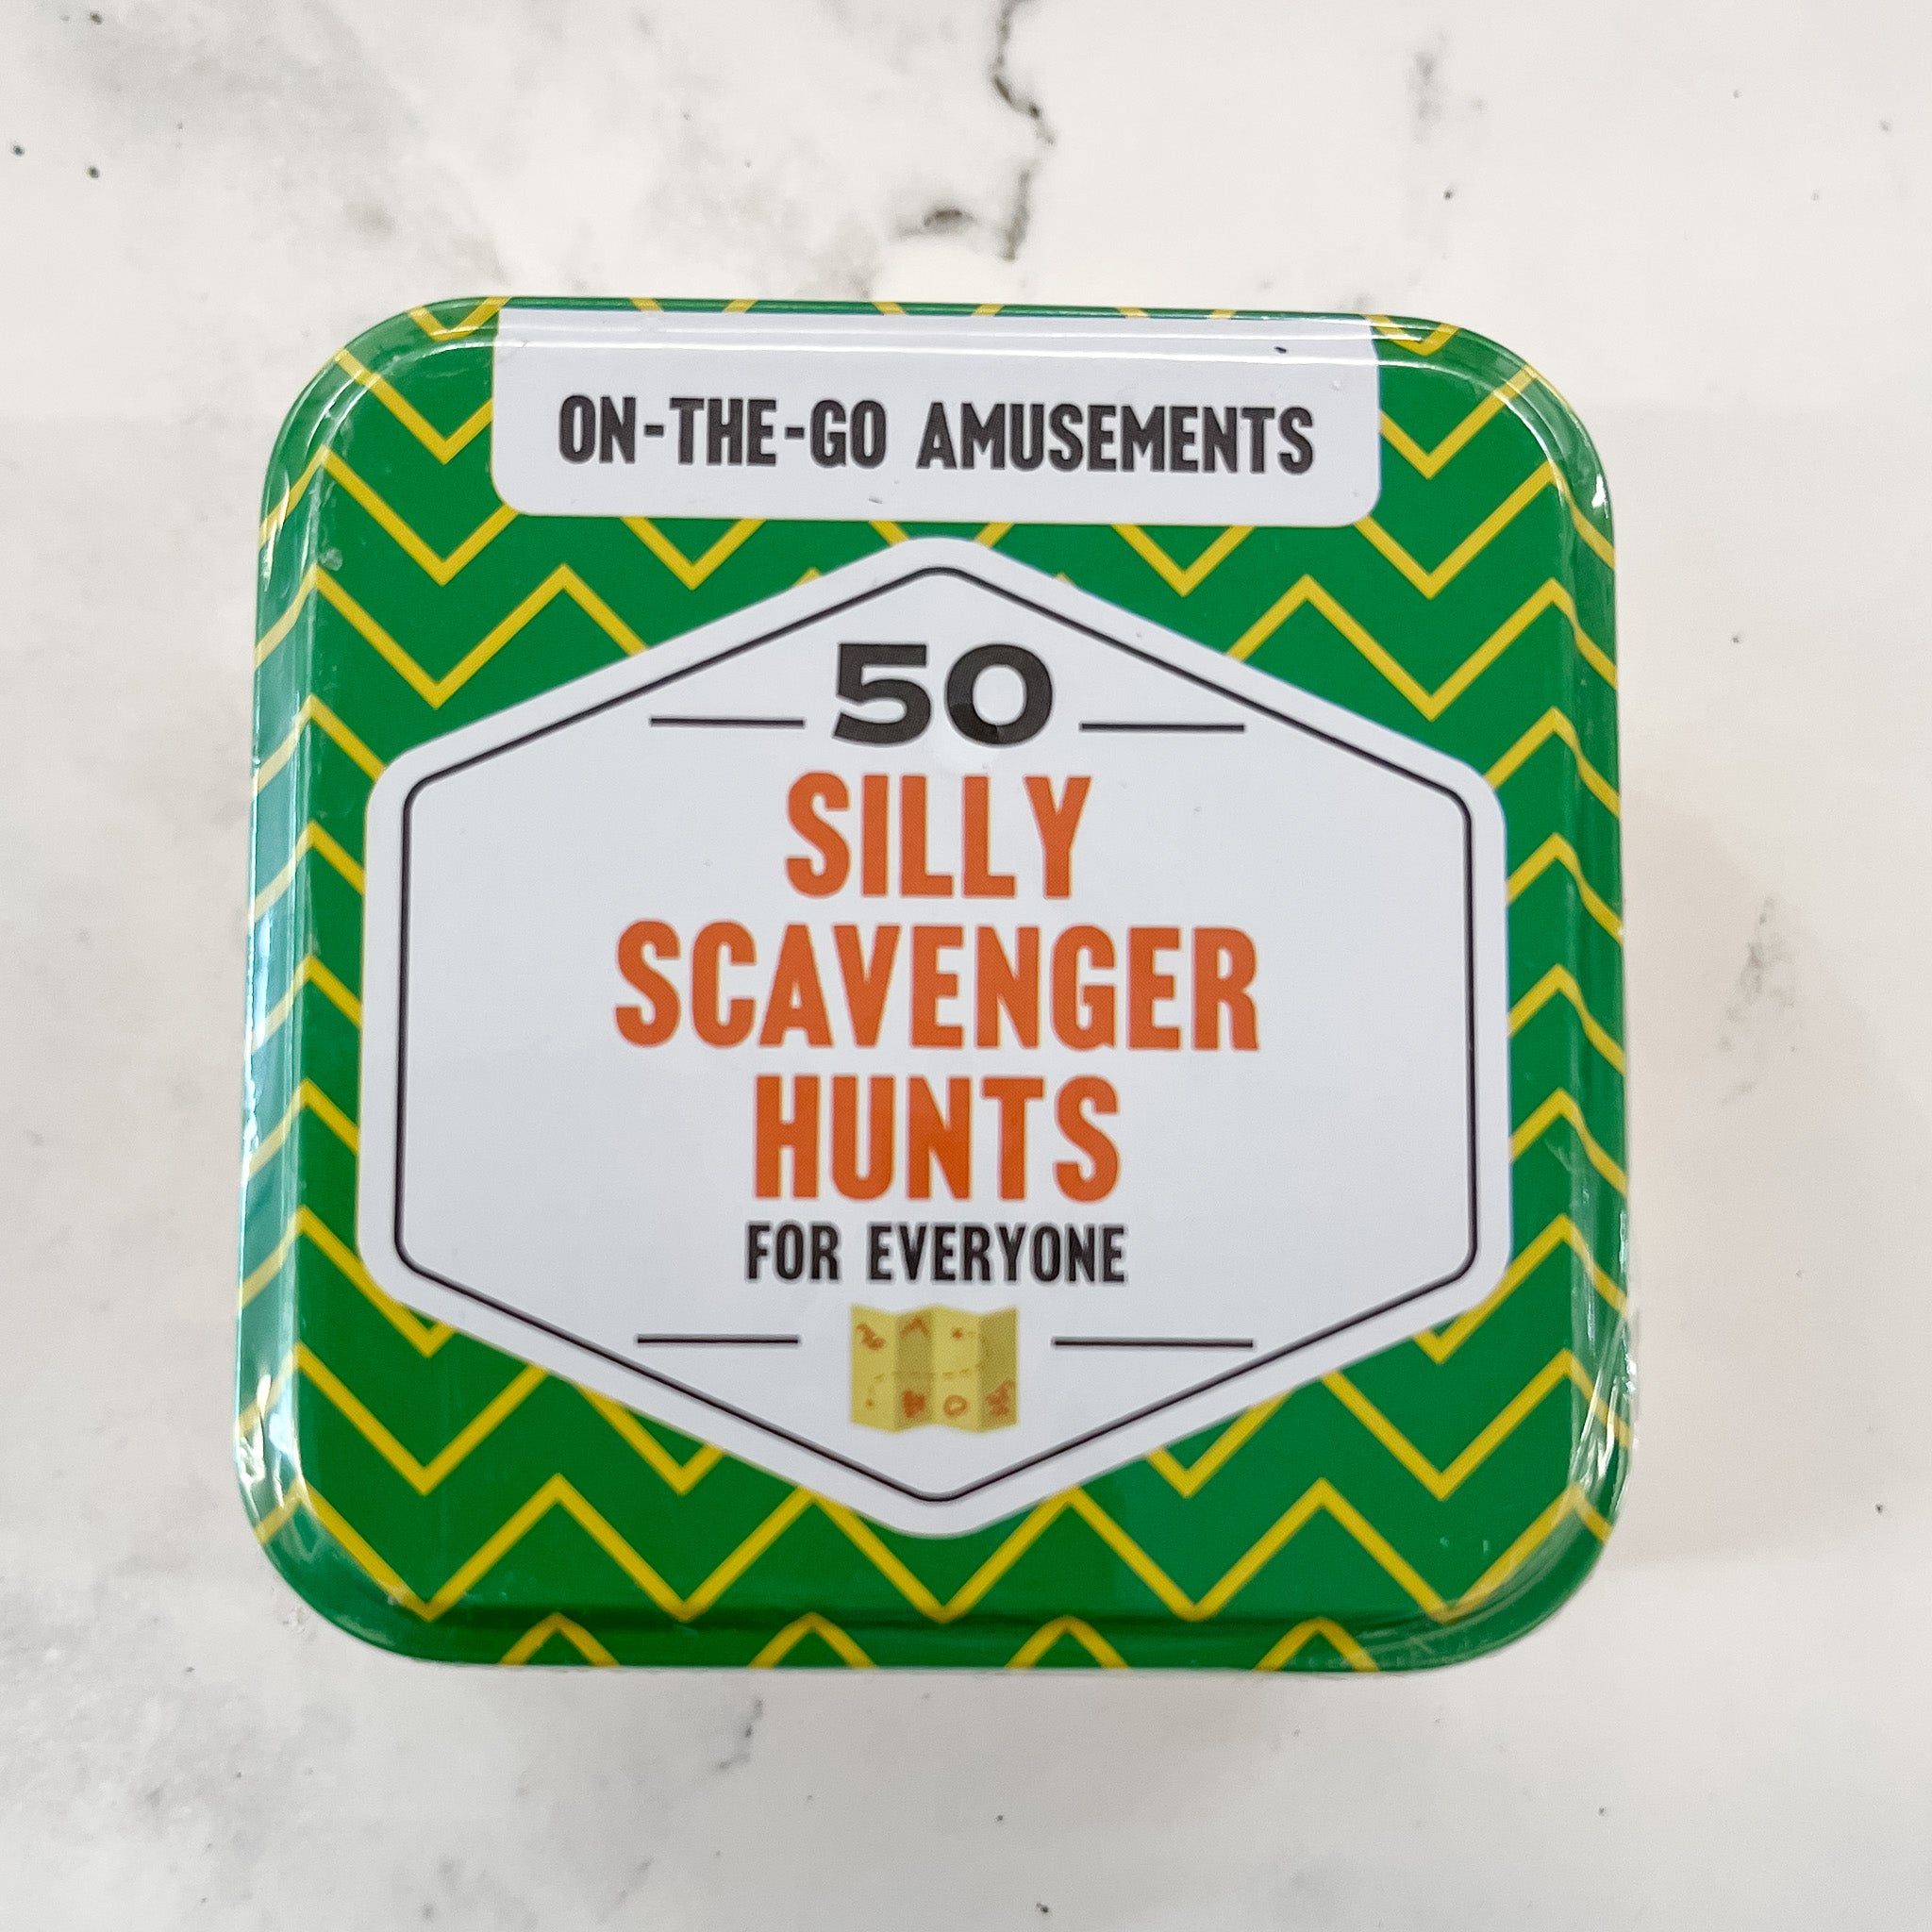 ON-THE-GO AMUSEMENTS
50
SILLY
SCAVENGER
HUNTS
FOR EVERYONE